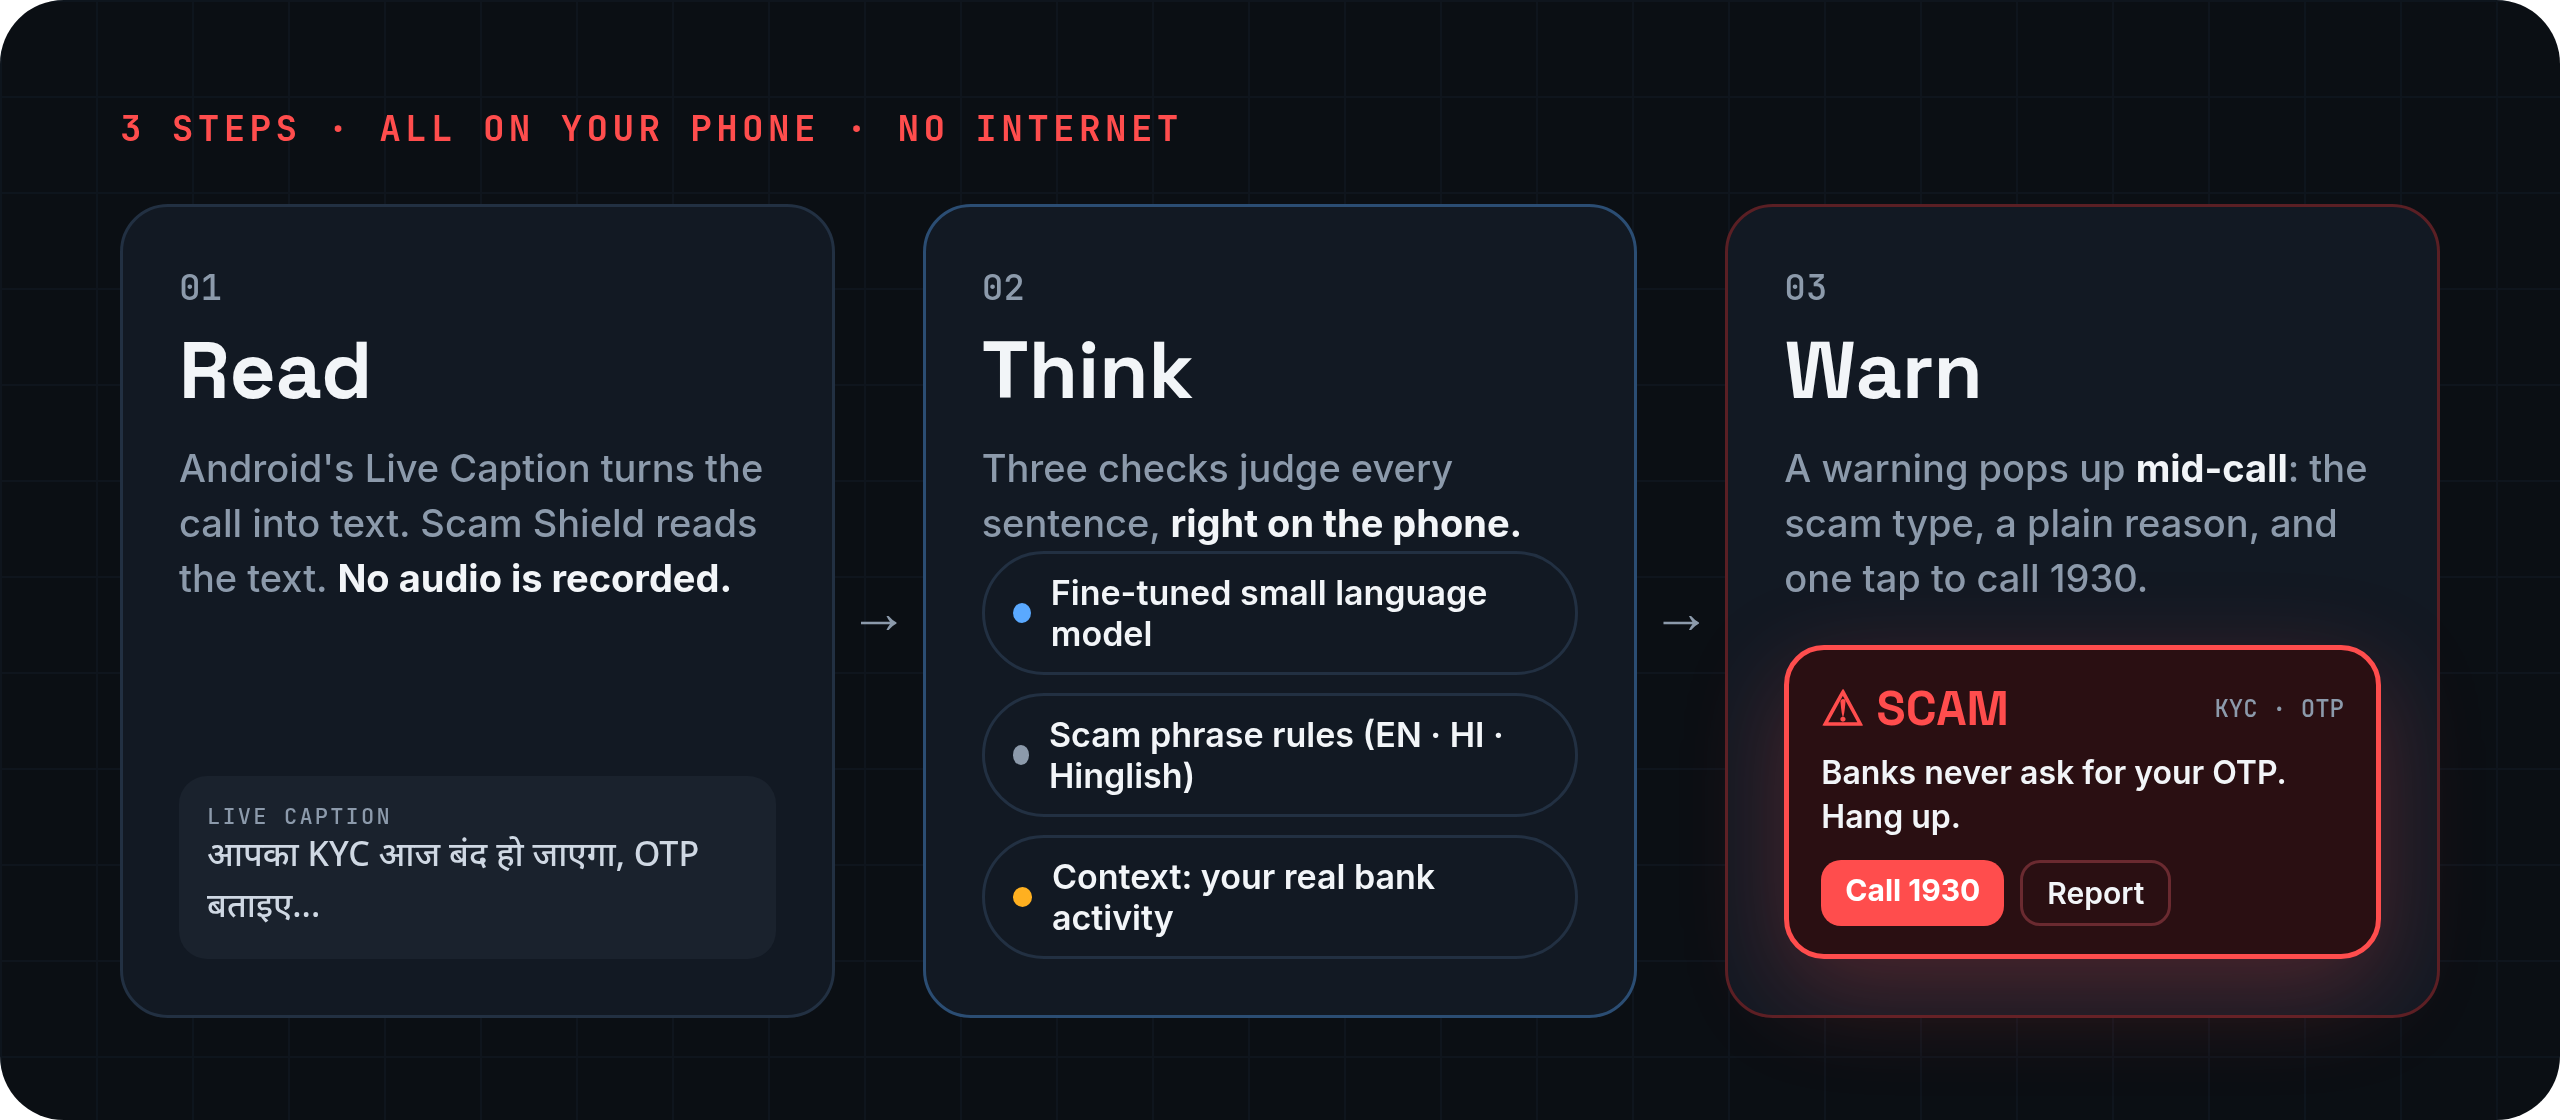 3 STEPS · ALL ON YOUR PHONE · NO INTERNET
01
Read
Android's Live Caption turns the
call into text. Scam Shield reads
the text. No audio is recorded.
LIVE CAPTION
आपका KYC आज बंद हो जाएगा, OTP
बताइए...
→
02
Think
Three checks judge every
sentence, right on the phone.
Fine-tuned small language
model
Scam phrase rules (EN · HI ·
Hinglish)
Context: your real bank
activity
→
03
Warn
A warning pops up mid-call: the
scam type, a plain reason, and
one tap to call 1930.
⚠ SCAM KYC · OTP
Banks never ask for your OTP.
Hang up.
Call 1930 Report